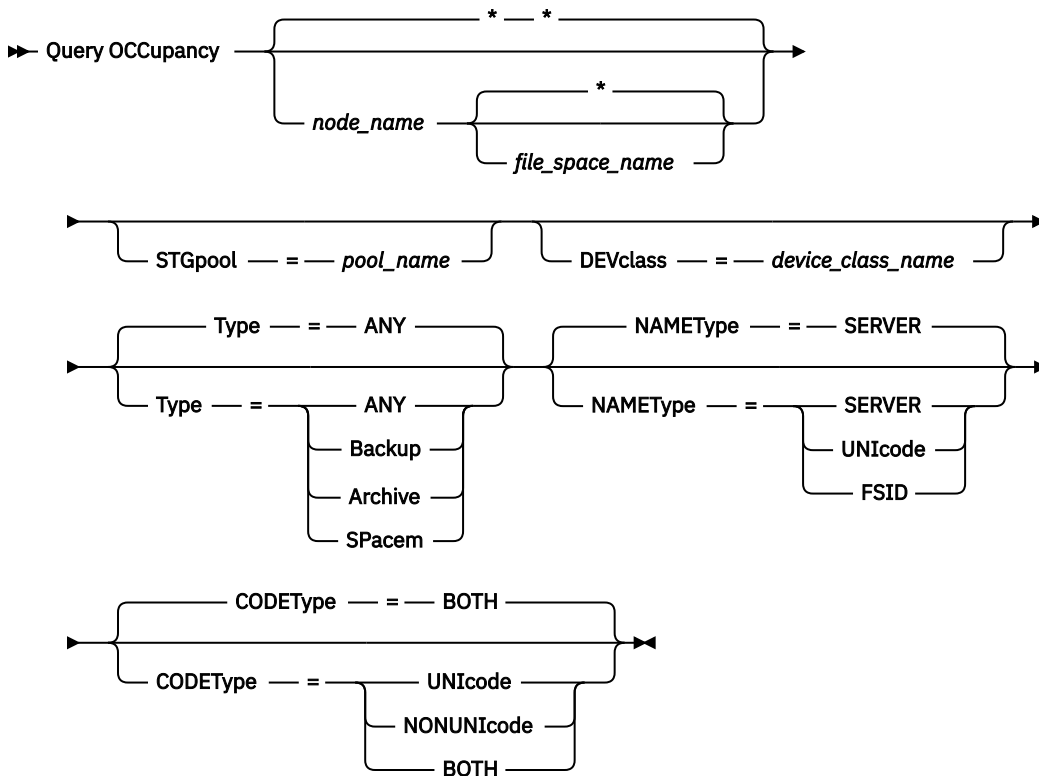 * *
Query OCCupancy
*
node_name
file_space_name
STGpool = pool_name DEVclass = device_class_name
Type = ANY NAMEType = SERVER
Type = ANY NAMEType = SERVER
Backup UNIcode
Archive FSID
SPacem
CODEType = BOTH
CODEType = UNIcode
NONUNIcode
BOTH